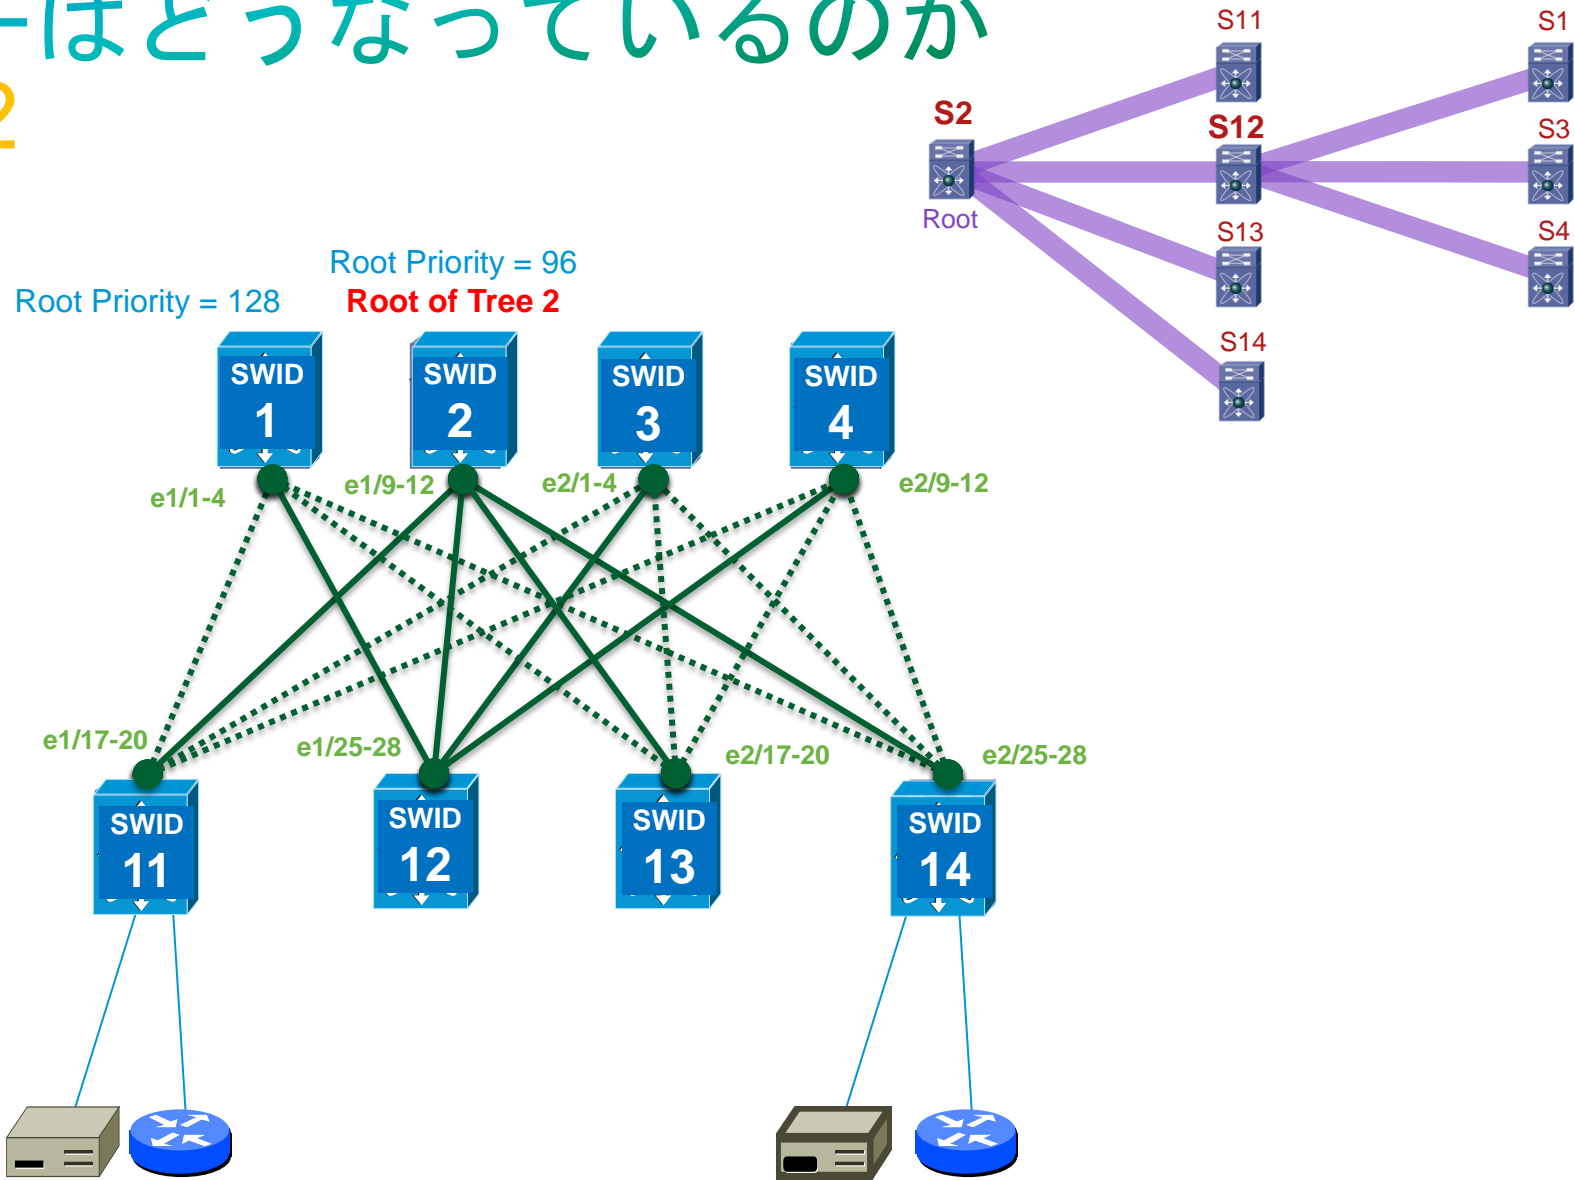 ーはどうなっているのか
2
S11
S1
S2
S12
S3
Root
S13
S4
S14
Root Priority = 96
Root Priority = 128
Root of Tree 2
SWID
1
SWID
2
SWID
3
SWID
4
e1/1-4
e1/9-12
e2/1-4
e2/9-12
e1/17-20
e1/25-28
e2/17-20
e2/25-28
SWID
11
SWID
12
SWID
13
SWID
14